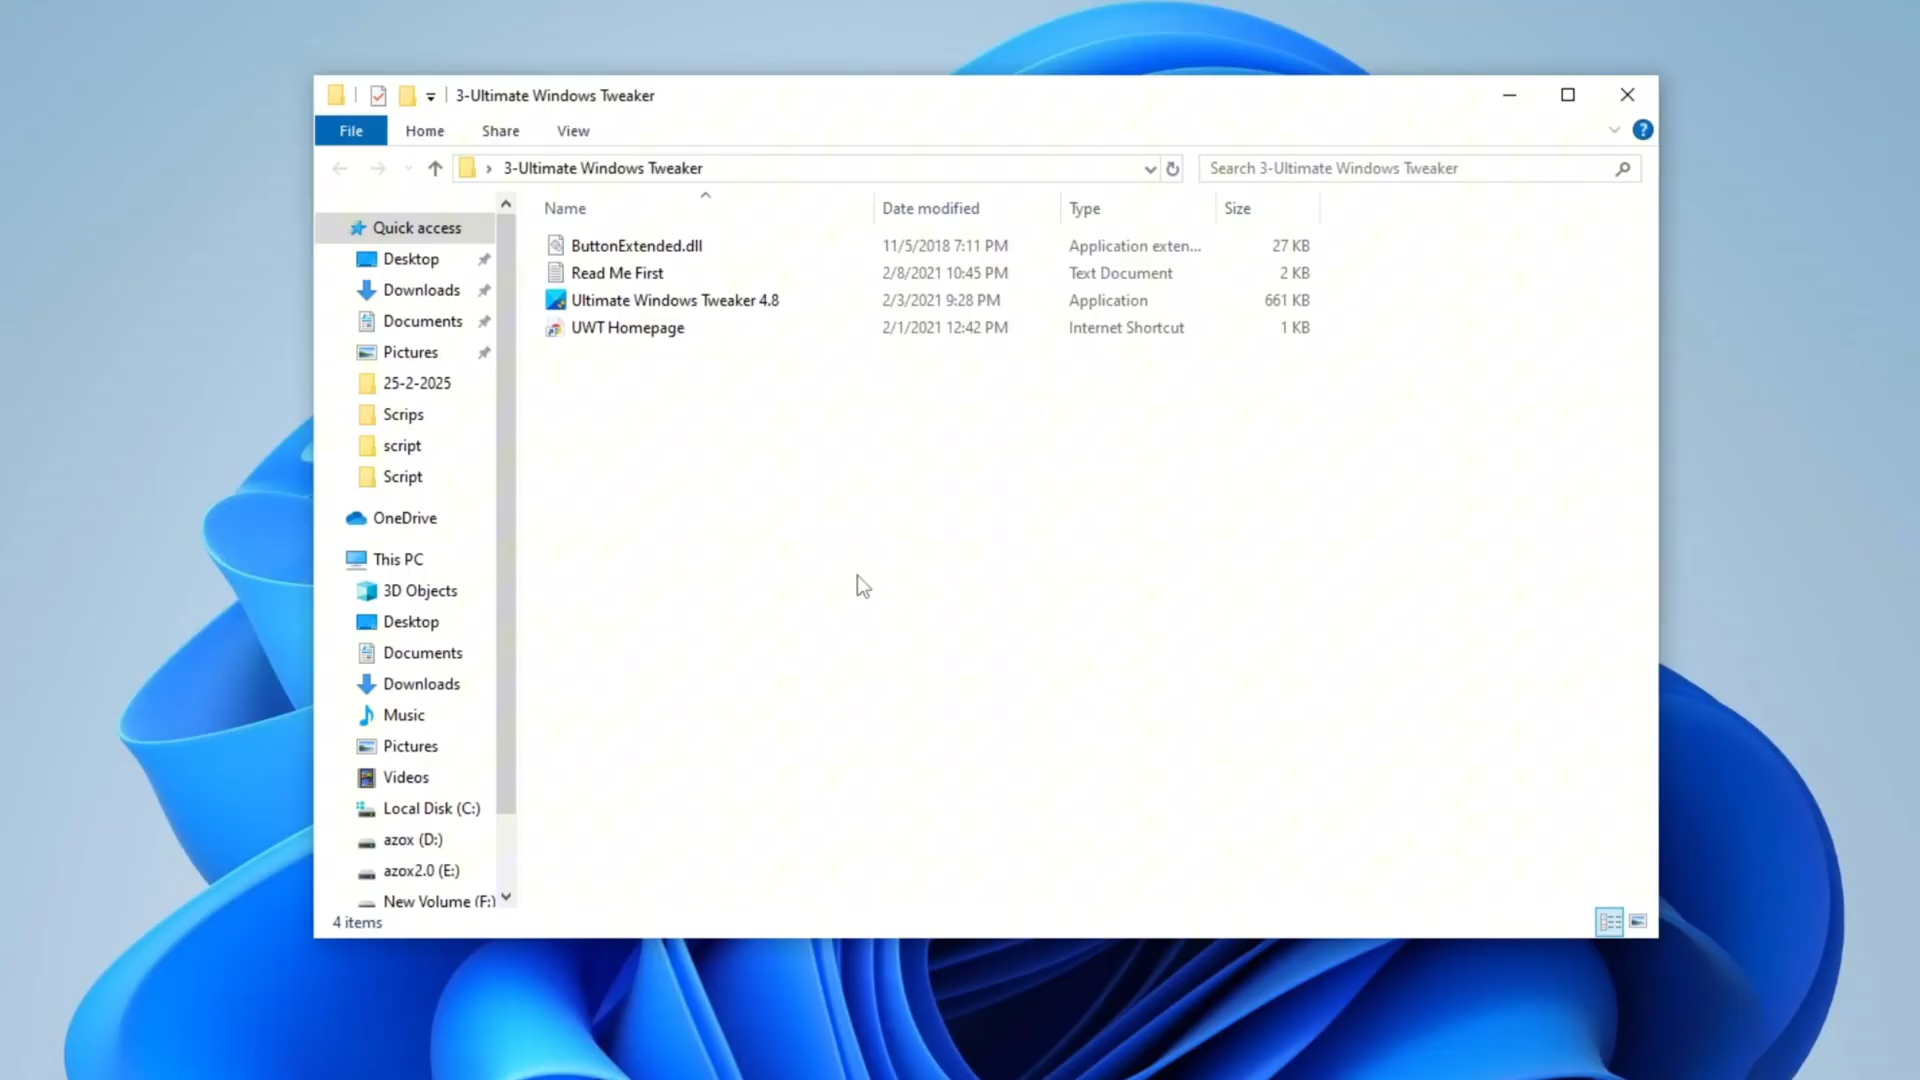 3-Ultimate Windows Tweaker
File Home Share View
3-Ultimate Windows Tweaker
Search 3-Ultimate Windows Tweaker
Name Date modified Type Size
ButtonExtended.dll 11/5/2018 7:11 PM Application exten... 27 KB
Read Me First 2/8/2021 10:45 PM Text Document 2 KB
Ultimate Windows Tweaker 4.8 2/3/2021 9:28 PM Application 661 KB
UWT Homepage 2/1/2021 12:42 PM Internet Shortcut 1 KB
Quick access
Desktop
Downloads
Documents
Pictures
25-2-2025
Scrips
script
Script
OneDrive
This PC
3D Objects
Desktop
Documents
Downloads
Music
Pictures
Videos
Local Disk (C:)
azox (D:)
azox2.0 (E:)
New Volume (F:)
4 items